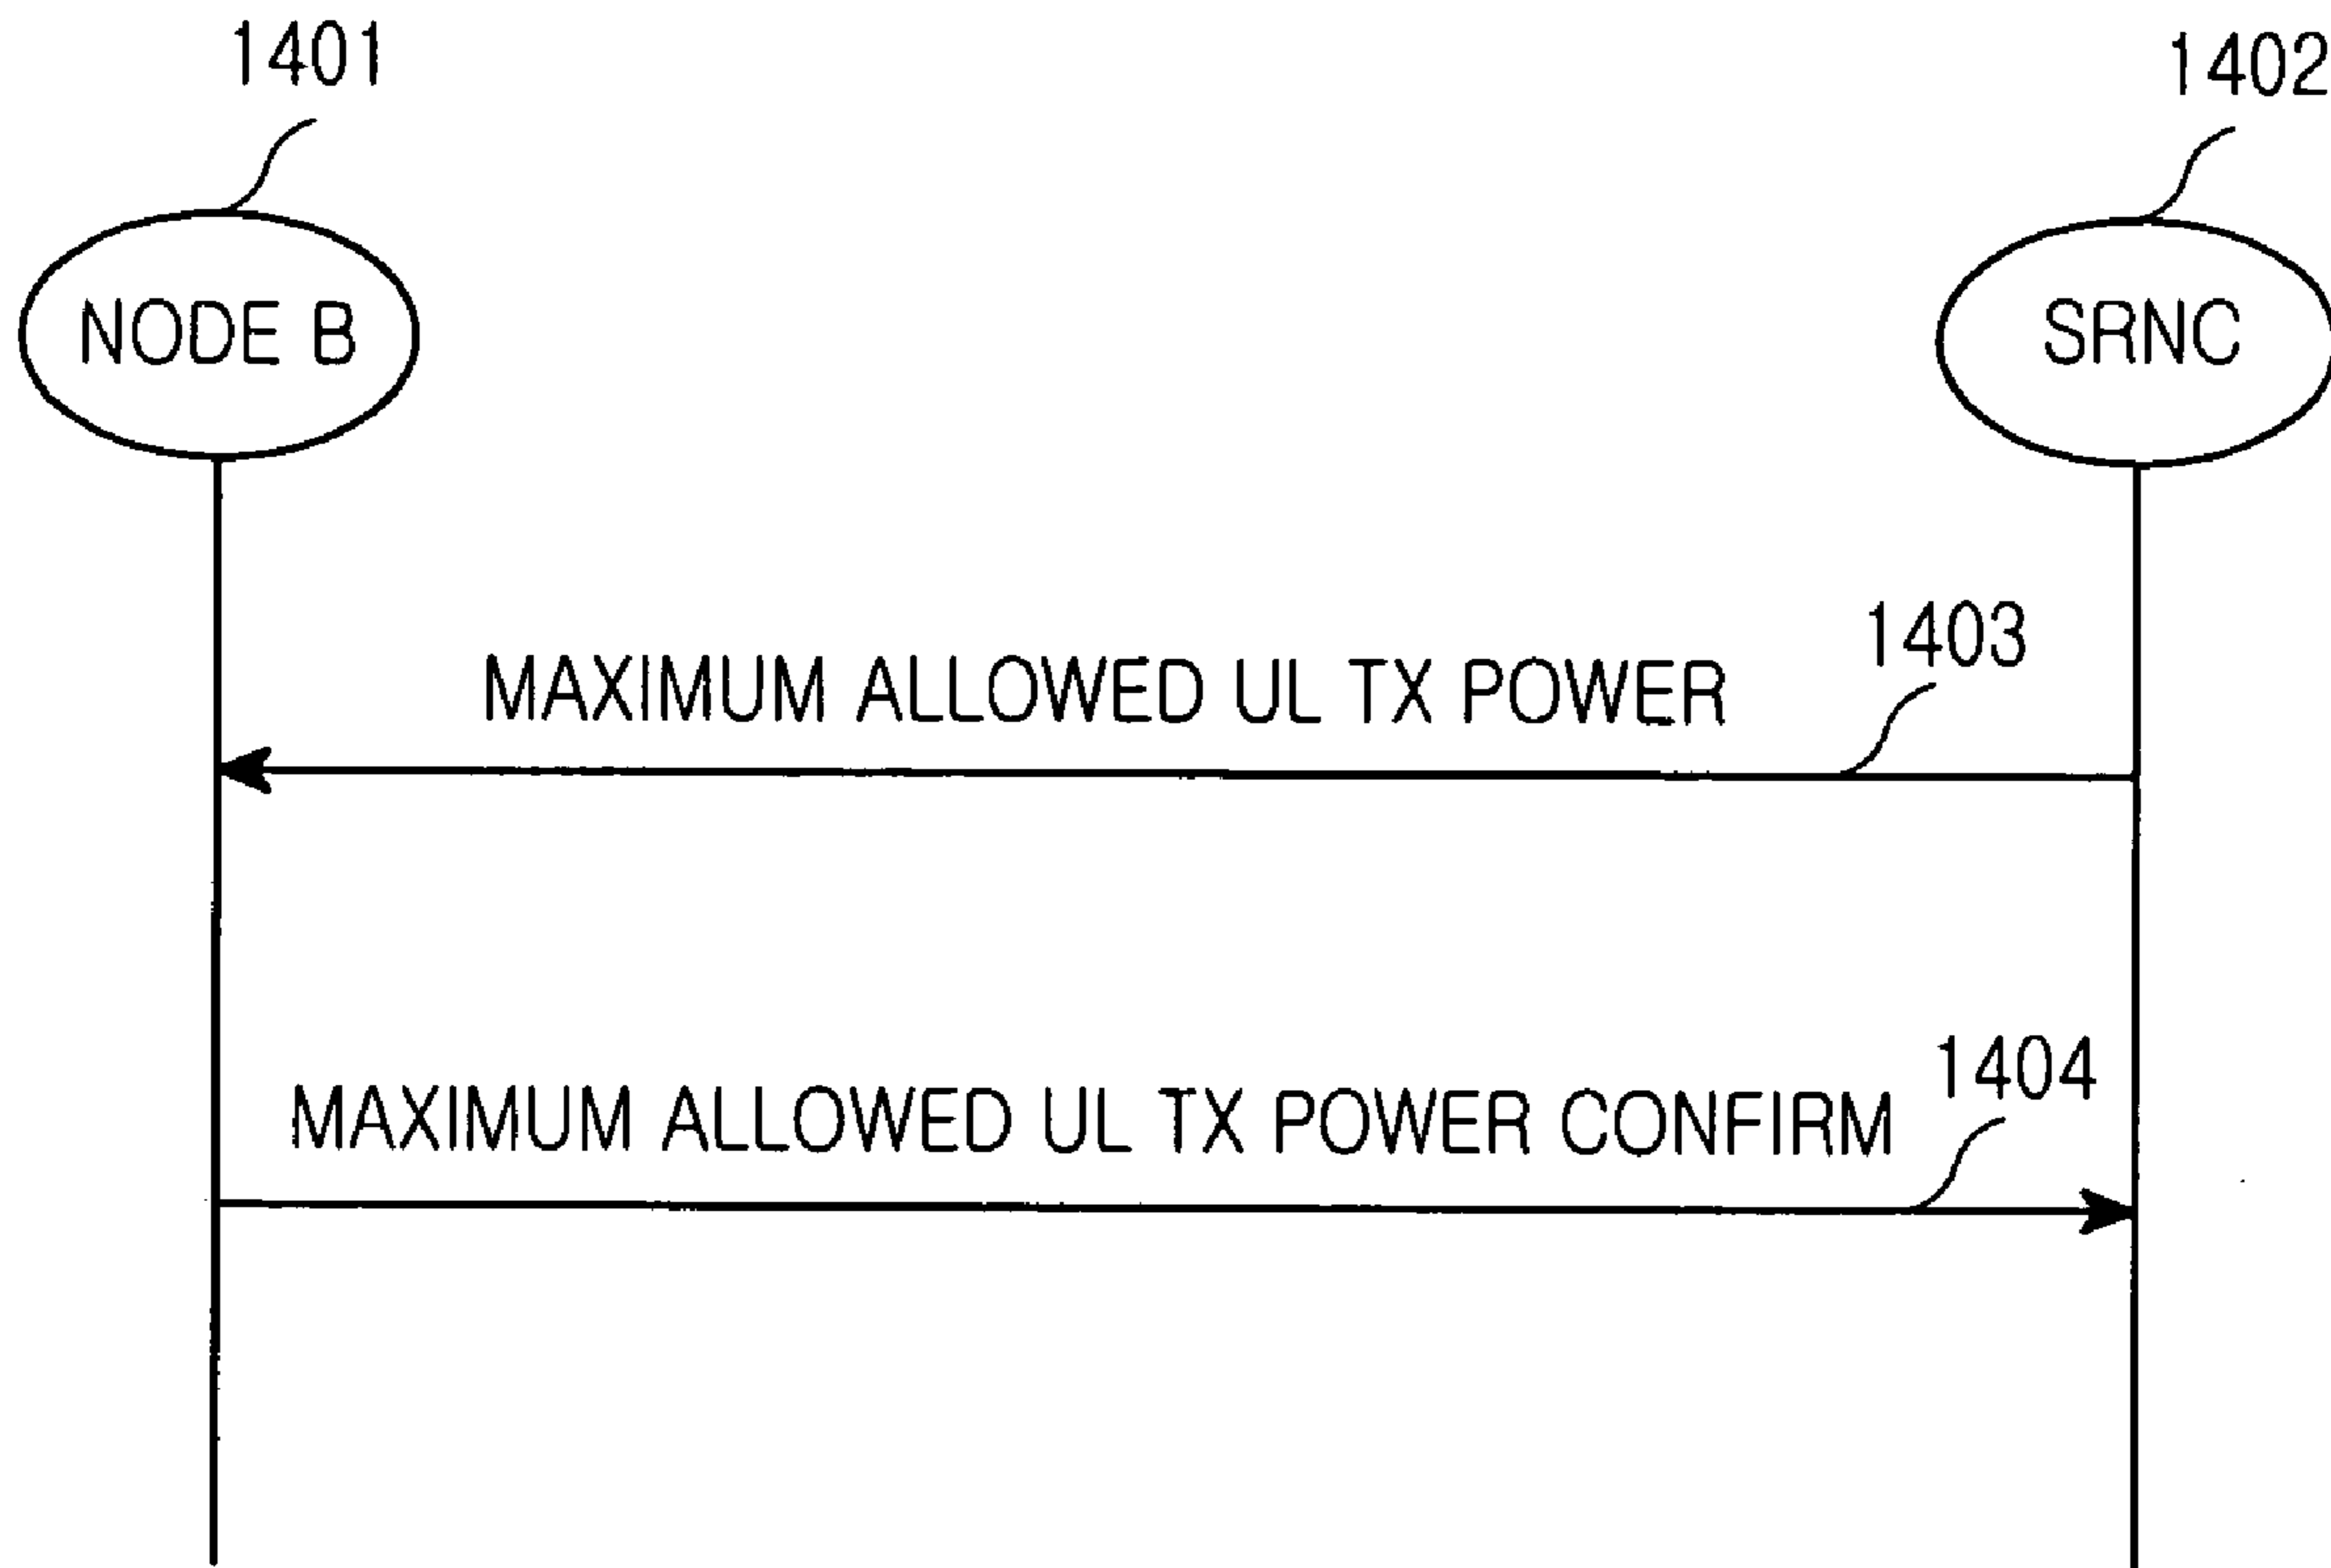 1401
1402
NODE B
SRNC
1403
MAXIMUM ALLOWED UL TX POWER
1404
MAXIMUM ALLOWED UL TX POWER CONFIRM